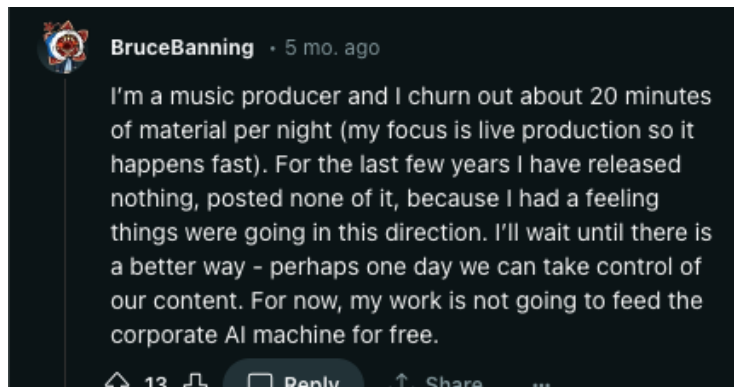 BruceBanning • 5 mo. ago
I'm a music producer and I churn out about 20 minutes
of material per night (my focus is live production so it
happens fast). For the last few years I have released
nothing, posted none of it, because I had a feeling
things were going in this direction. I'll wait until there is
a better way - perhaps one day we can take control of
our content. For now, my work is not going to feed the
corporate AI machine for free.
13 Reply Share ...